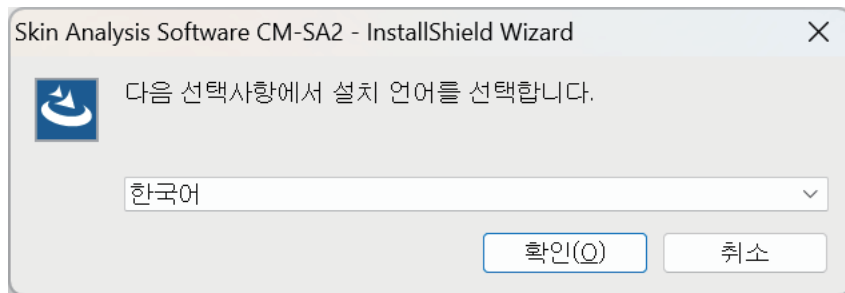 Skin Analysis Software CM-SA2 - InstallShield Wizard
다음 선택사항에서 설치 언어를 선택합니다.
한국어
확인(O)
취소